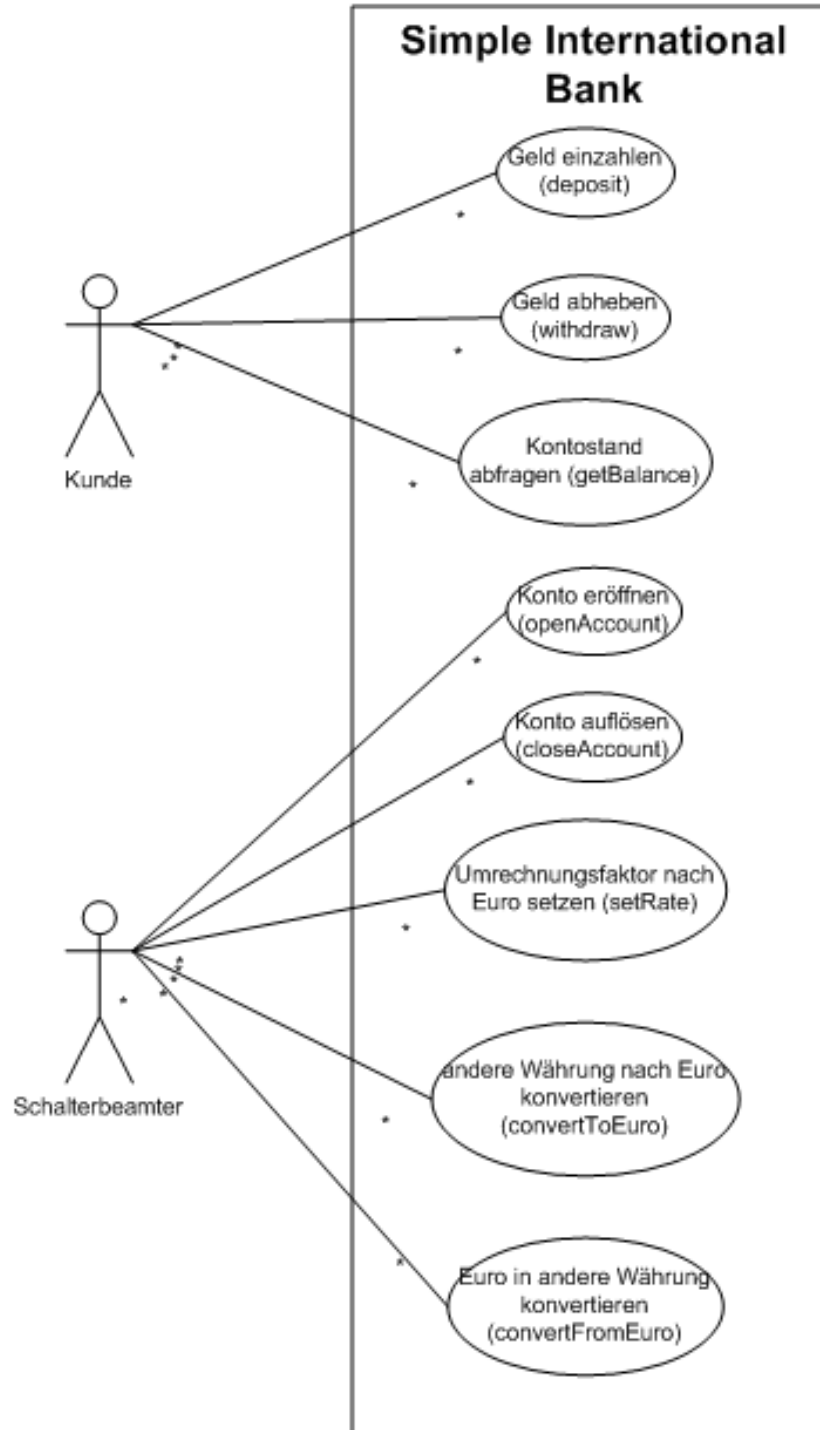 Simple International
Bank
Geld einzahlen
(deposit)
*
Geld abheben
(withdraw)
*
*
*
*
Kontostand
abfragen (getBalance)
*
Kunde
Konto eröffnen
(openAccount)
*
Konto auflösen
(closeAccount)
*
Umrechnungsfaktor nach
Euro setzen (setRate)
*
*
*
*
*
*
Schalterbeamter
andere Währung nach Euro
konvertieren
(convertToEuro)
*
*
Euro in andere Währung
konvertieren
(convertFromEuro)